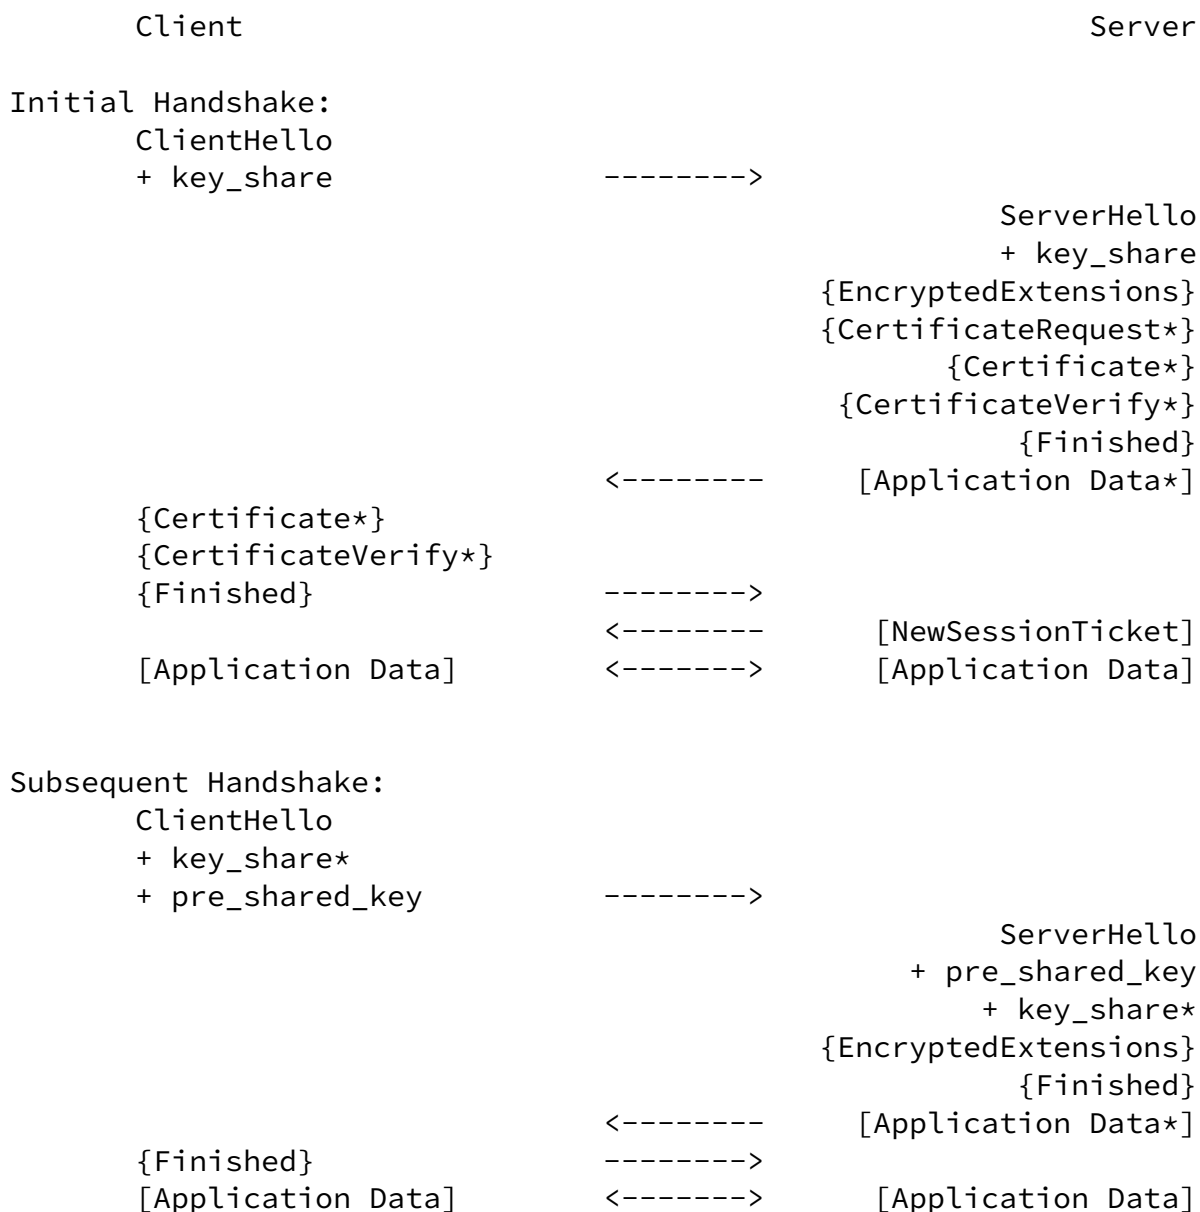 Client                                               Server

Initial Handshake:
       ClientHello
       + key_share               -------->
                                                       ServerHello
                                                       + key_share
                                             {EncryptedExtensions}
                                             {CertificateRequest*}
                                                    {Certificate*}
                                              {CertificateVerify*}
                                                        {Finished}
                                 <--------     [Application Data*]
       {Certificate*}
       {CertificateVerify*}
       {Finished}                -------->
                                 <--------      [NewSessionTicket]
       [Application Data]        <------->      [Application Data]


Subsequent Handshake:
       ClientHello
       + key_share*
       + pre_shared_key          -------->
                                                       ServerHello
                                                  + pre_shared_key
                                                      + key_share*
                                             {EncryptedExtensions}
                                                        {Finished}
                                 <--------     [Application Data*]
       {Finished}                -------->
       [Application Data]        <------->      [Application Data]